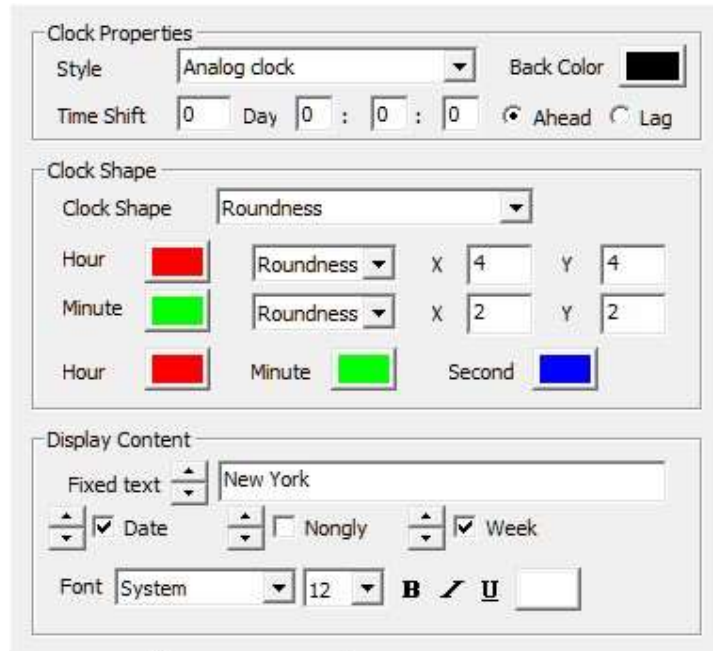 Clock Properties
Style Analog clock Back Color
Time Shift 0 Day 0 : 0 : 0 Ahead Lag
Clock Shape
Clock Shape Roundness
Hour Roundness X 4 Y 4
Minute Roundness X 2 Y 2
Hour Minute Second
Display Content
Fixed text New York
Date Nongly Week
Font System 12 B I U